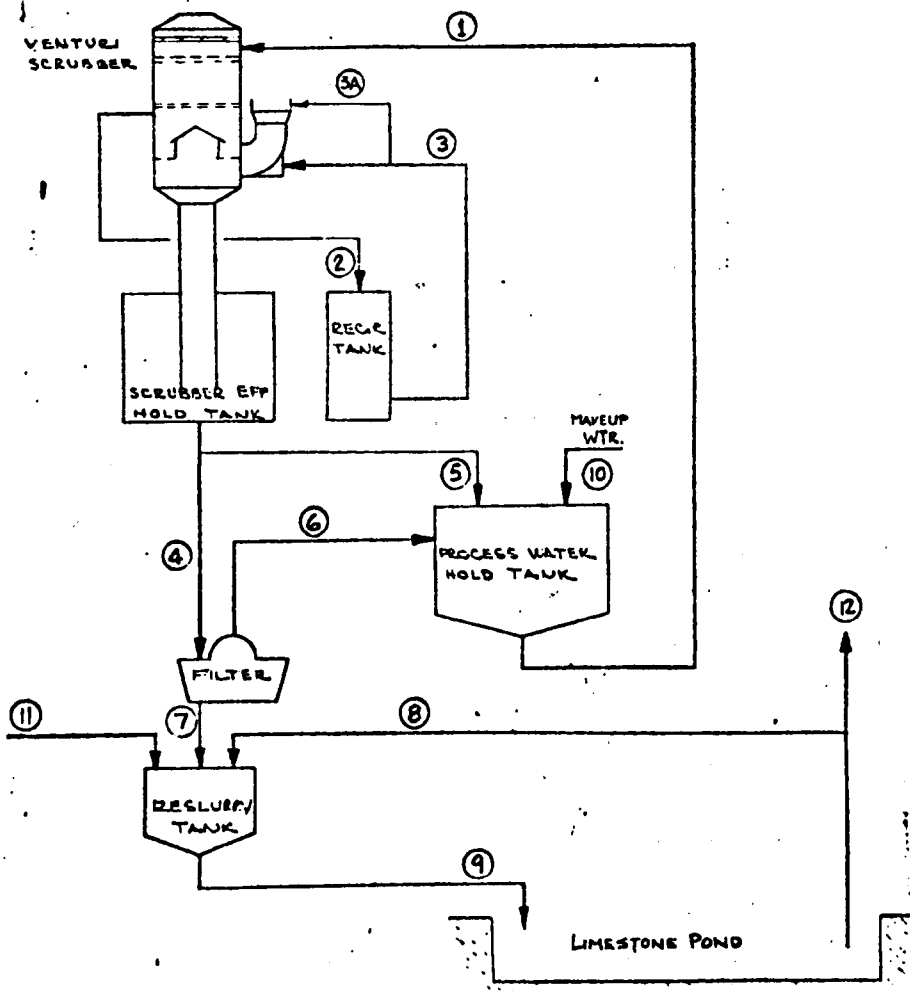 1
VENTURI
SCRUBBER
3A
3
2
RECR
TANK
SCRUBBER EFF
HOLD TANK
MAKEUP
WTR.
5
10
6
4
PROCESS WATER
HOLD TANK
12
FILTER
11
7
8
RESLURRY
TANK
9
LIMESTONE POND